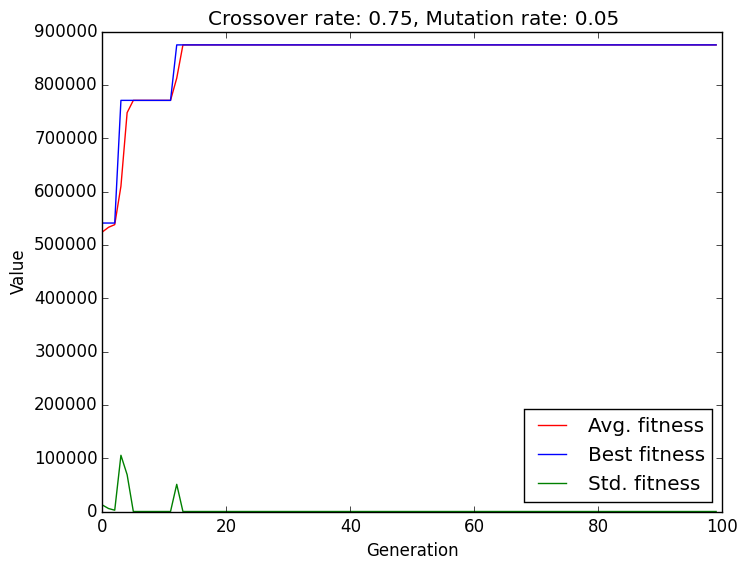 Crossover rate: 0.75, Mutation rate: 0.05
900000
800000
700000
600000
500000
400000
300000
200000
100000
0
Value
Avg. fitness
Best fitness
Std. fitness
0 20 40 60 80 100
Generation